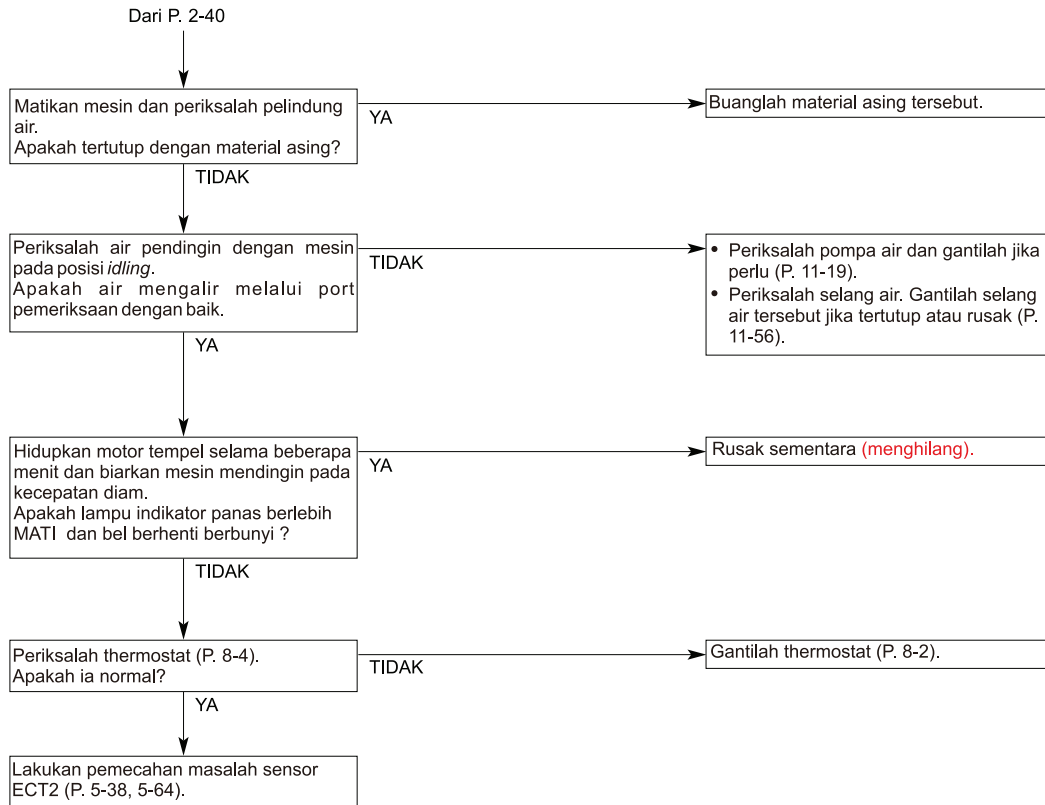 Dari P. 2-40
Matikan mesin dan periksalah pelindung
air.
Apakah tertutup dengan material asing?
YA
Buanglah material asing tersebut.
TIDAK
Periksalah air pendingin dengan mesin
pada posisi idling.
Apakah air mengalir melalui port
pemeriksaan dengan baik.
TIDAK
• Periksalah pompa air dan gantilah jika
perlu (P. 11-19).
• Periksalah selang air. Gantilah selang
air tersebut jika tertutup atau rusak (P.
11-56).
YA
Hidupkan motor tempel selama beberapa
menit dan biarkan mesin mendingin pada
kecepatan diam.
Apakah lampu indikator panas berlebih
MATI dan bel berhenti berbunyi ?
YA
Rusak sementara (menghilang).
TIDAK
Periksalah thermostat (P. 8-4).
Apakah ia normal?
TIDAK
Gantilah thermostat (P. 8-2).
YA
Lakukan pemecahan masalah sensor
ECT2 (P. 5-38, 5-64).